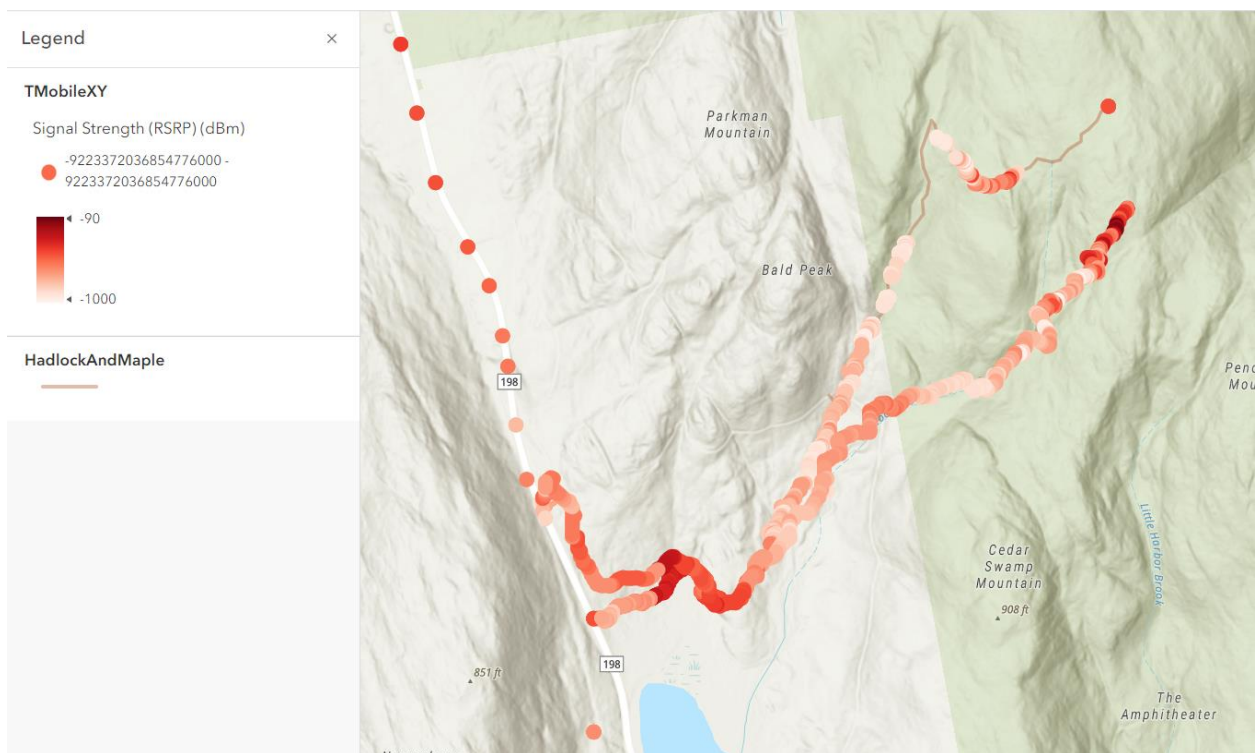 Legend ×
TMobileXY
Signal Strength (RSRP) (dBm)
-9223372036854776000 -
9223372036854776000
-90
-1000
HadlockAndMaple
Parkman
Mountain
Bald Peak
198
198
851 ft
Cedar
Swamp
Mountain
908 ft
Little Harbor Brook
The
Amphitheater